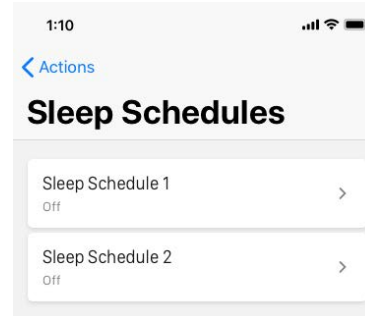 1:10
Actions
Sleep Schedules
Sleep Schedule 1
Off
Sleep Schedule 2
Off